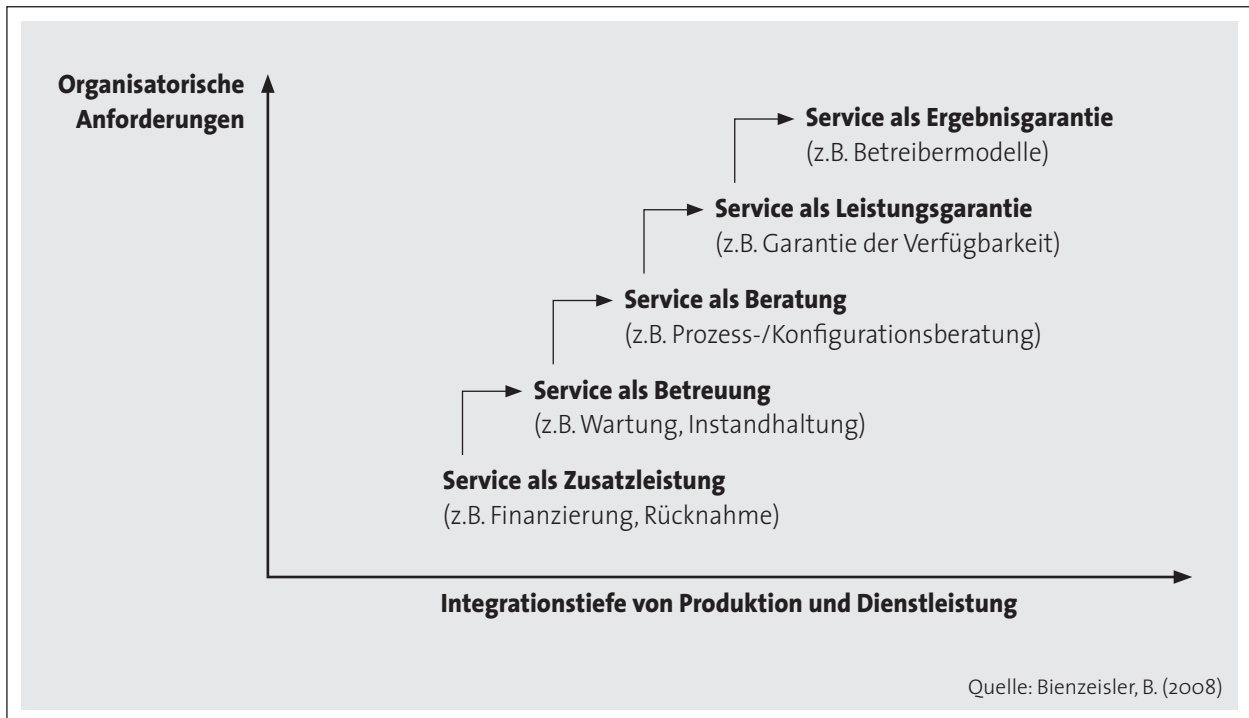 Organisatorische
Anforderungen
Service als Ergebnisgarantie
(z.B. Betreibermodelle)
Service als Leistungsgarantie
(z.B. Garantie der Verfügbarkeit)
Service als Beratung
(z.B. Prozess-/Konfigurationsberatung)
Service als Betreuung
(z.B. Wartung, Instandhaltung)
Service als Zusatzleistung
(z.B. Finanzierung, Rücknahme)
Integrationstiefe von Produktion und Dienstleistung
Quelle: Bienzeisler, B. (2008)